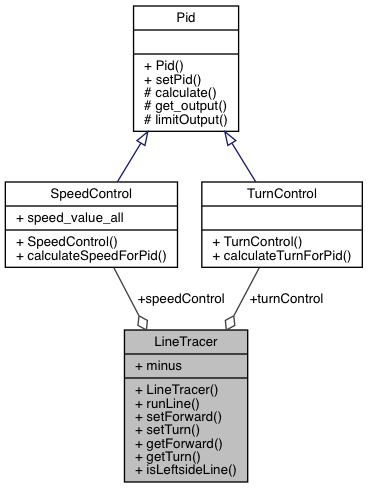 Pid
+ Pid()
+ setPid()
# calculate()
# get_output()
# limitOutput()
SpeedControl
+ speed_value_all
+ SpeedControl()
+ calculateSpeedForPid()
TurnControl
+ TurnControl()
+ calculateTurnForPid()
+speedControl
+turnControl
LineTracer
+ minus
+ LineTracer()
+ runLine()
+ setForward()
+ setTurn()
+ getForward()
+ getTurn()
+ isLeftsideLine()